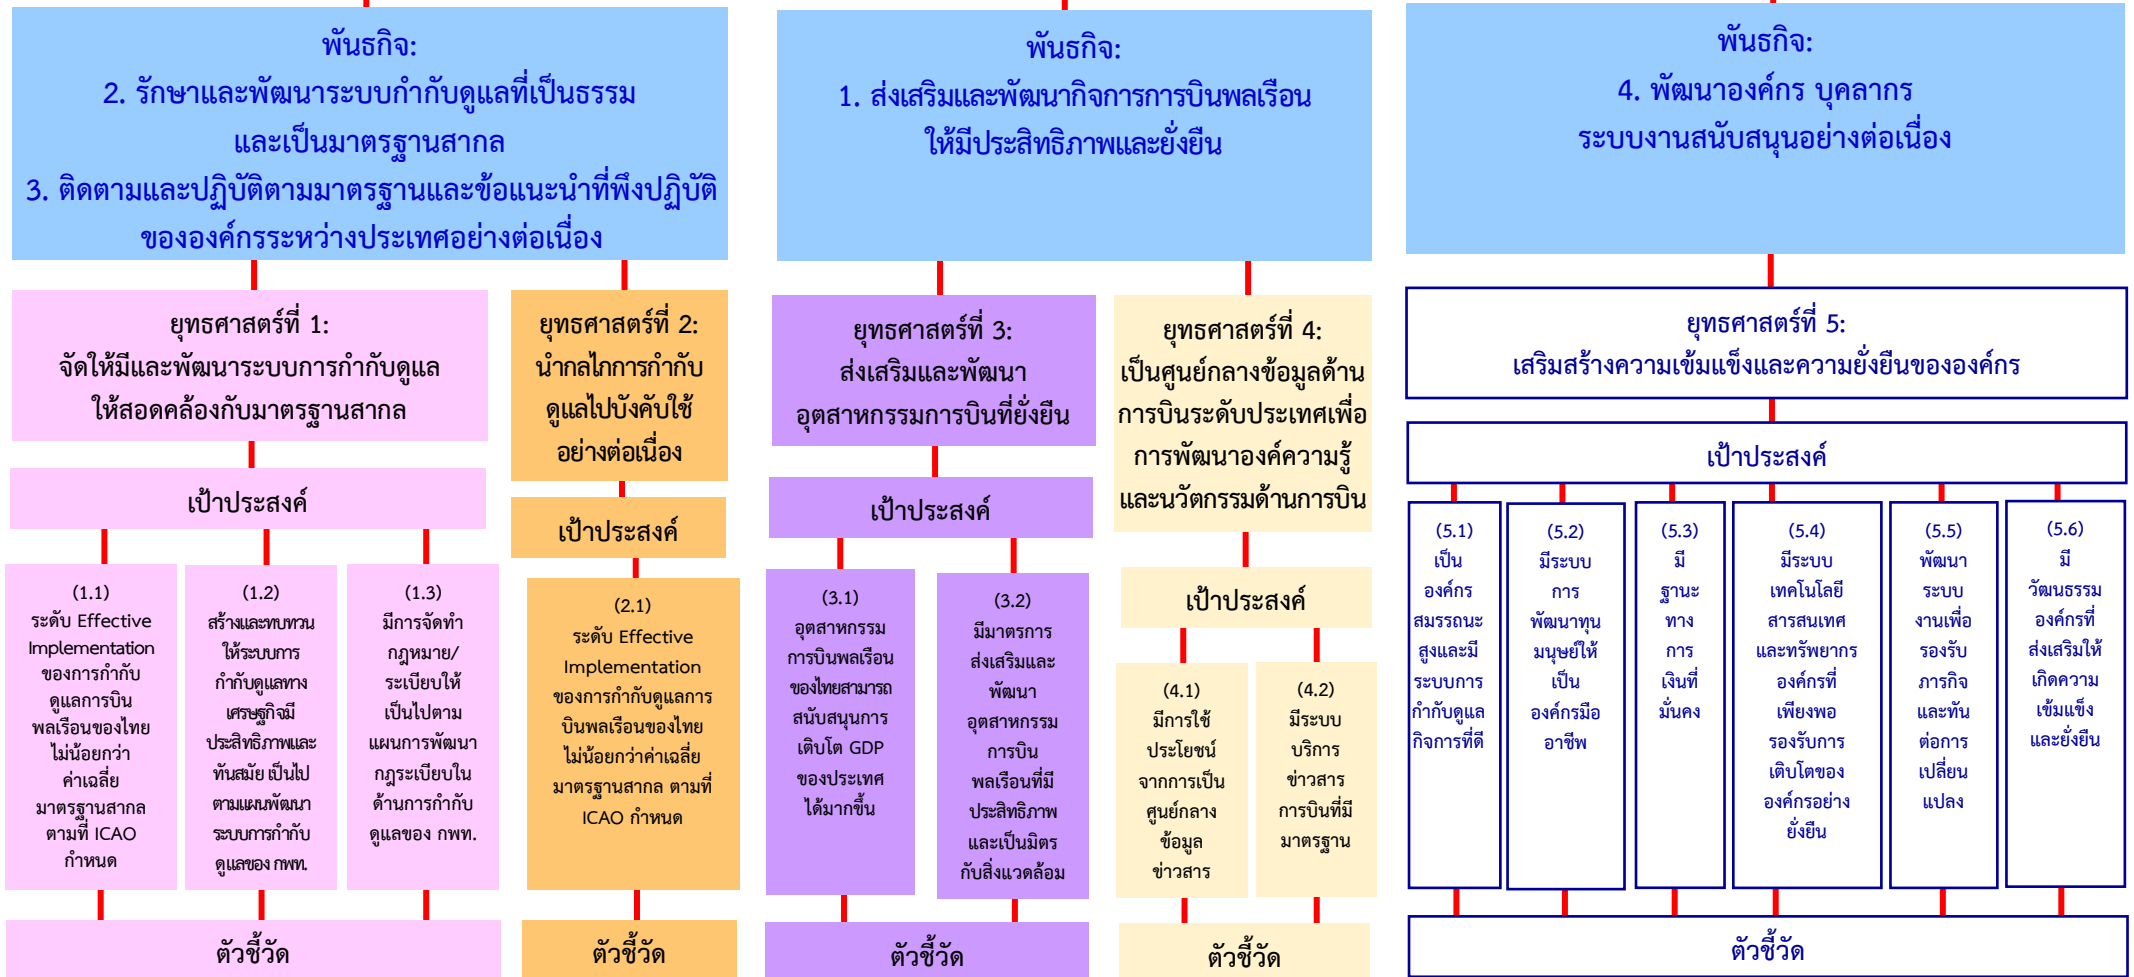 พันธกิจ:
2. รักษาและพัฒนาระบบกำกับดูแลที่เป็นธรรม
และเป็นมาตรฐานสากล
3. ติดตามและปฏิบัติตามมาตรฐานและข้อแนะนำที่พึงปฏิบัติ
ขององค์กรระหว่างประเทศอย่างต่อเนื่อง
พันธกิจ:
1. ส่งเสริมและพัฒนากิจการการบินพลเรือน
ให้มีประสิทธิภาพและยั่งยืน
พันธกิจ:
4. พัฒนาองค์กร บุคลากร
ระบบงานสนับสนุนอย่างต่อเนื่อง
ยุทธศาสตร์ที่ 1:
จัดให้มีและพัฒนาระบบการกำกับดูแล
ให้สอดคล้องกับมาตรฐานสากล
เป้าประสงค์
(1.1)
ระดับ Effective
Implementation
ของการกำกับ
ดูแลการบิน
พลเรือนของไทย
ไม่น้อยกว่า
ค่าเฉลี่ย
มาตรฐานสากล
ตามที่ ICAO
กำหนด
(1.2)
สร้างและทบทวน
ให้ระบบการ
กำกับดูแลทาง
เศรษฐกิจมี
ประสิทธิภาพและ
ทันสมัย เป็นไป
ตามแผนพัฒนา
ระบบการกำกับ
ดูแลของ กพท.
(1.3)
มีการจัดทำ
กฎหมาย/
ระเบียบให้
เป็นไปตาม
แผนการพัฒนา
กฎระเบียบใน
ด้านการกำกับ
ดูแลของ กพท.
ตัวชี้วัด
ยุทธศาสตร์ที่ 2:
นำกลไกการกำกับ
ดูแลไปบังคับใช้
อย่างต่อเนื่อง
เป้าประสงค์
(2.1)
ระดับ Effective
Implementation
ของการกำกับดูแลการ
บินพลเรือนของไทย
ไม่น้อยกว่าค่าเฉลี่ย
มาตรฐานสากล ตามที่
ICAO กำหนด
ตัวชี้วัด
ยุทธศาสตร์ที่ 3:
ส่งเสริมและพัฒนา
อุตสาหกรรมการบินที่ยั่งยืน
เป้าประสงค์
(3.1)
อุตสาหกรรม
การบินพลเรือน
ของไทยสามารถ
สนับสนุนการ
เติบโต GDP
ของประเทศ
ได้มากขึ้น
(3.2)
มีมาตรการ
ส่งเสริมและ
พัฒนา
อุตสาหกรรม
การบิน
พลเรือนที่มี
ประสิทธิภาพ
และเป็นมิตร
กับสิ่งแวดล้อม
ตัวชี้วัด
ยุทธศาสตร์ที่ 4:
เป็นศูนย์กลางข้อมูลด้าน
การบินระดับประเทศเพื่อ
การพัฒนาองค์ความรู้
และนวัตกรรมด้านการบิน
เป้าประสงค์
(4.1)
มีการใช้
ประโยชน์
จากการเป็น
ศูนย์กลาง
ข้อมูล
ข่าวสาร
(4.2)
มีระบบ
บริการ
ข่าวสาร
การบินที่มี
มาตรฐาน
ตัวชี้วัด
ยุทธศาสตร์ที่ 5:
เสริมสร้างความเข้มแข็งและความยั่งยืนขององค์กร
เป้าประสงค์
(5.1)
เป็น
องค์กร
สมรรถนะ
สูงและมี
ระบบการ
กำกับดูแล
กิจการที่ดี
(5.2)
มีระบบ
การ
พัฒนาทุน
มนุษย์ให้
เป็น
องค์กรมือ
อาชีพ
(5.3)
มี
ฐานะ
ทาง
การ
เงินที่
มั่นคง
(5.4)
มีระบบ
เทคโนโลยี
สารสนเทศ
และทรัพยากร
องค์กรที่
เพียงพอ
รองรับการ
เติบโตของ
องค์กรอย่าง
ยั่งยืน
(5.5)
พัฒนา
ระบบ
งานเพื่อ
รองรับ
ภารกิจ
และทัน
ต่อการ
เปลี่ยน
แปลง
(5.6)
มี
วัฒนธรรม
องค์กรที่
ส่งเสริมให้
เกิดความ
เข้มแข็ง
และยั่งยืน
ตัวชี้วัด